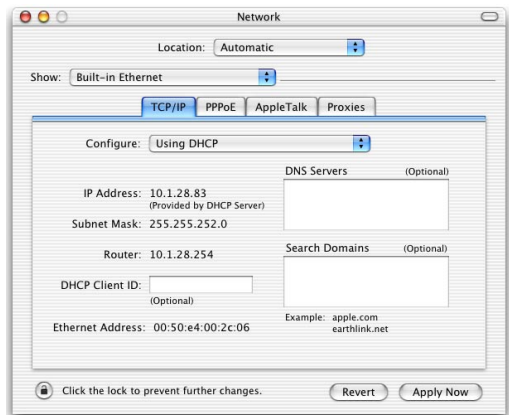 Network
Location: Automatic
Show: Built-in Ethernet
TCP/IP PPPoE AppleTalk Proxies
Configure: Using DHCP
DNS Servers (Optional)
IP Address: 10.1.28.83
(Provided by DHCP Server)
Subnet Mask: 255.255.252.0
Router: 10.1.28.254
Search Domains (Optional)
DHCP Client ID:
(Optional)
Example: apple.com
earthlink.net
Ethernet Address: 00:50:e4:00:2c:06
Click the lock to prevent further changes.
Revert Apply Now